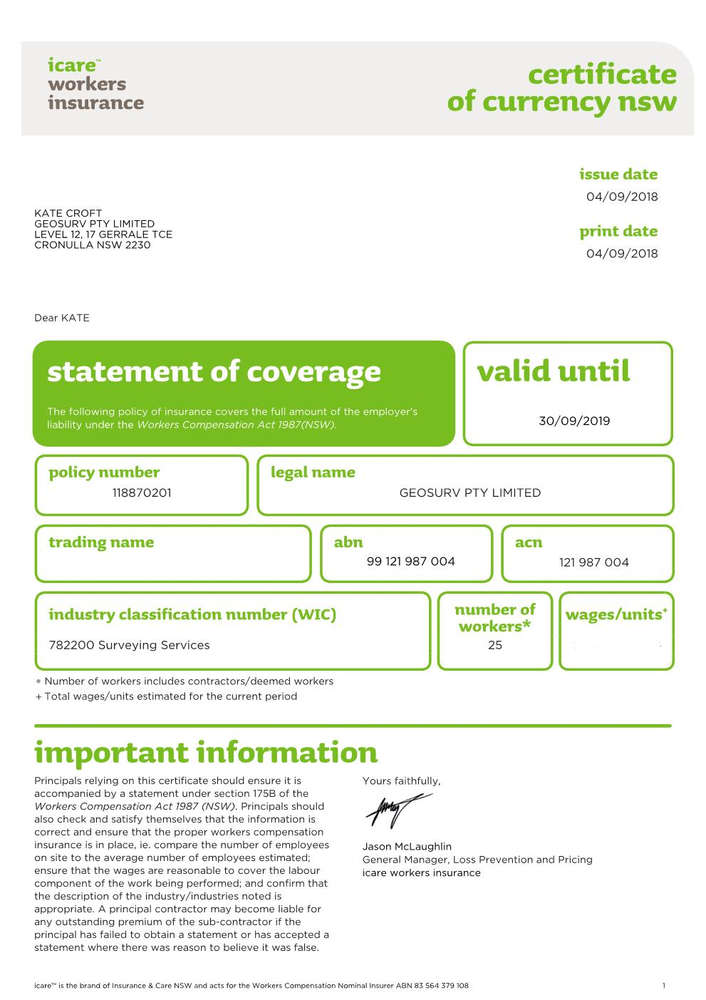 icare™
workers
insurance
certificate
of currency nsw
issue date
04/09/2018
print date
04/09/2018
KATE CROFT
GEOSURV PTY LIMITED
LEVEL 12, 17 GERRALE TCE
CRONULLA NSW 2230
Dear KATE
statement of coverage
The following policy of insurance covers the full amount of the employer's
liability under the Workers Compensation Act 1987(NSW).
valid until
30/09/2019
policy number
118870201
legal name
GEOSURV PTY LIMITED
trading name
abn
99 121 987 004
acn
121 987 004
industry classification number (WIC)
782200 Surveying Services
number of
workers*
25
wages/units+
* Number of workers includes contractors/deemed workers
+ Total wages/units estimated for the current period
important information
Principals relying on this certificate should ensure it is
accompanied by a statement under section 175B of the
Workers Compensation Act 1987 (NSW). Principals should
also check and satisfy themselves that the information is
correct and ensure that the proper workers compensation
insurance is in place, ie. compare the number of employees
on site to the average number of employees estimated;
ensure that the wages are reasonable to cover the labour
component of the work being performed; and confirm that
the description of the industry/industries noted is
appropriate. A principal contractor may become liable for
any outstanding premium of the sub-contractor if the
principal has failed to obtain a statement or has accepted a
statement where there was reason to believe it was false.
Yours faithfully,
Jason McLaughlin
General Manager, Loss Prevention and Pricing
icare workers insurance
icare™ is the brand of Insurance & Care NSW and acts for the Workers Compensation Nominal Insurer ABN 83 564 379 108
1